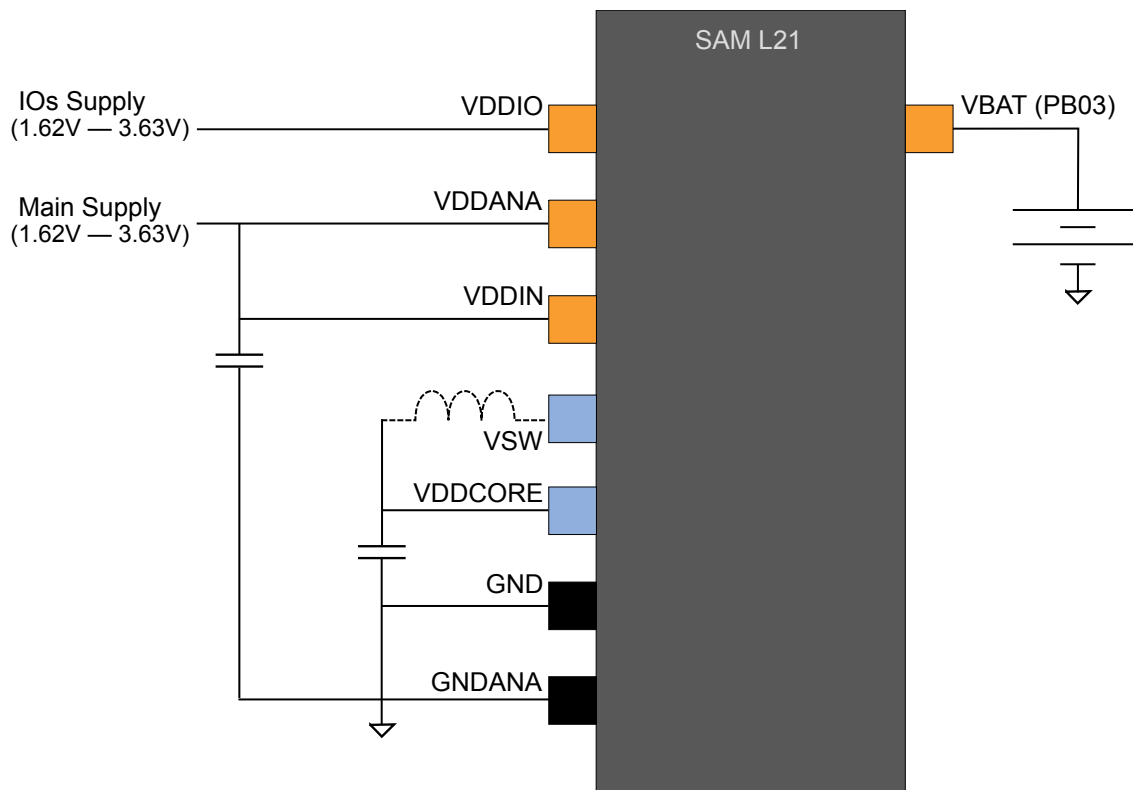 SAM L21
IOs Supply
(1.62V — 3.63V)
VDDIO
VBAT (PB03)
Main Supply
(1.62V — 3.63V)
VDDANA
VDDIN
VSW
VDDCORE
GND
GNDANA